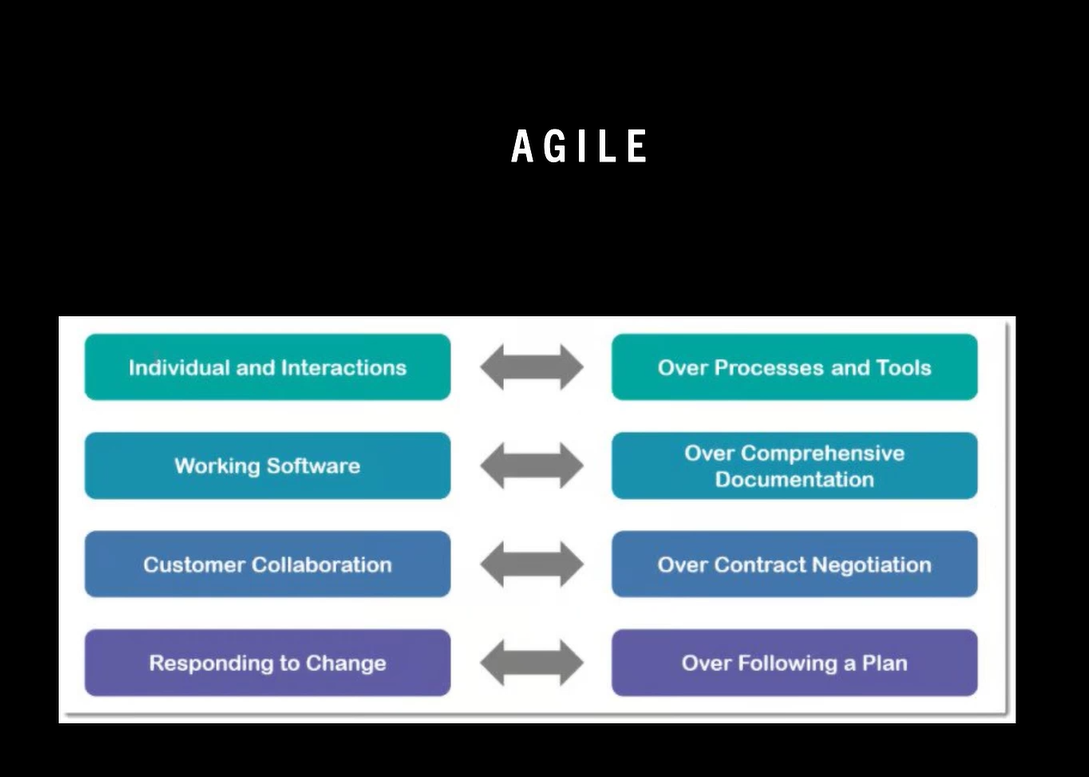 AGILE
Individual and Interactions
Over Processes and Tools
Working Software
Over Comprehensive
Documentation
Customer Collaboration
Over Contract Negotiation
Responding to Change
Over Following a Plan